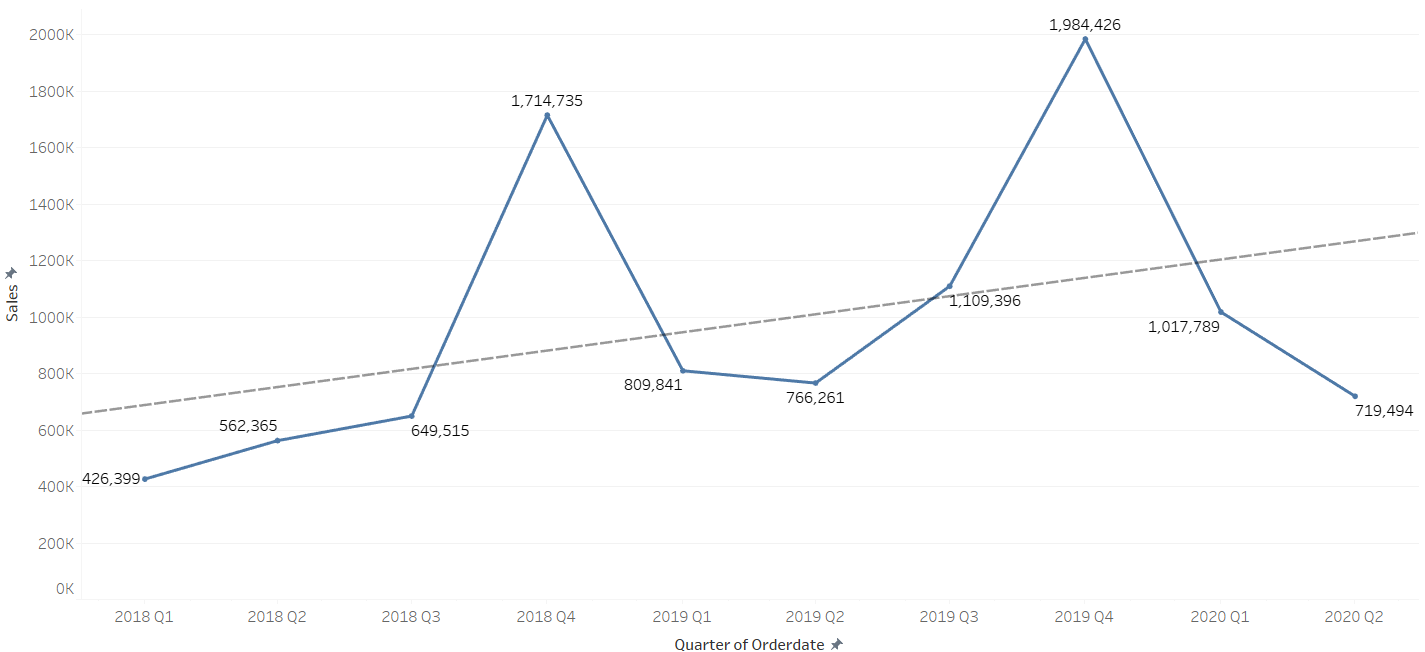 2000K
1800K
1600K
1400K
1200K
1000K
800K
600K
400K
200K
0K
Sales
426,399
562,365
649,515
1,714,735
809,841
766,261
1,109,396
1,984,426
1,017,789
719,494
2018 Q1
2018 Q2
2018 Q3
2018 Q4
2019 Q1
2019 Q2
2019 Q3
2019 Q4
2020 Q1
2020 Q2
Quarter of Orderdate